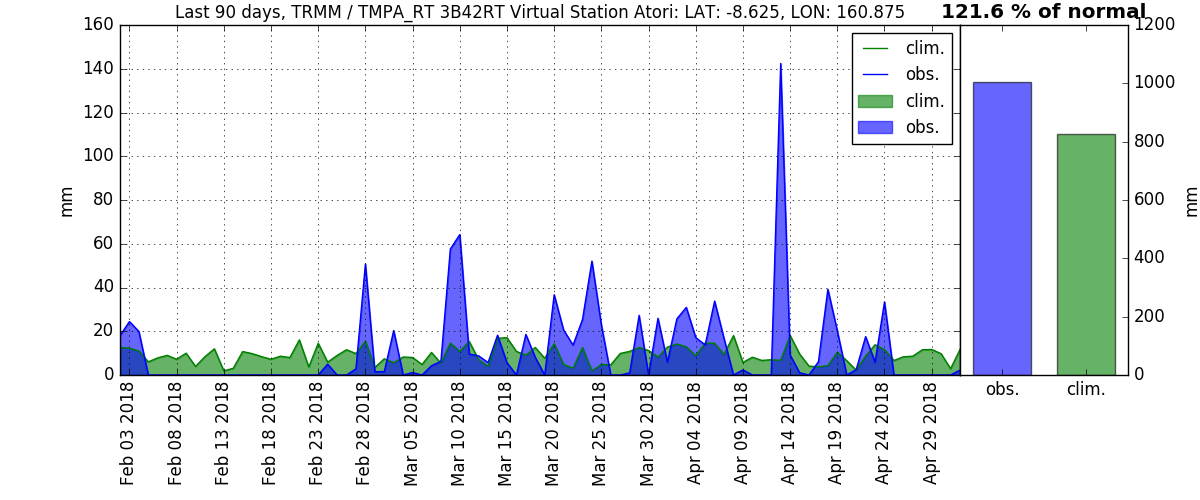 Last 90 days, TRMM / TMPA_RT 3B42RT Virtual Station Atori: LAT: -8.625, LON: 160.875
121.6 % of normal
160
140
120
100
80
60
40
20
0
mm
clim.
obs.
clim.
obs.
Feb 03 2018
Feb 08 2018
Feb 13 2018
Feb 18 2018
Feb 23 2018
Feb 28 2018
Mar 05 2018
Mar 10 2018
Mar 15 2018
Mar 20 2018
Mar 25 2018
Mar 30 2018
Apr 04 2018
Apr 09 2018
Apr 14 2018
Apr 19 2018
Apr 24 2018
Apr 29 2018
1200
1000
800
600
400
200
0
mm
obs.
clim.